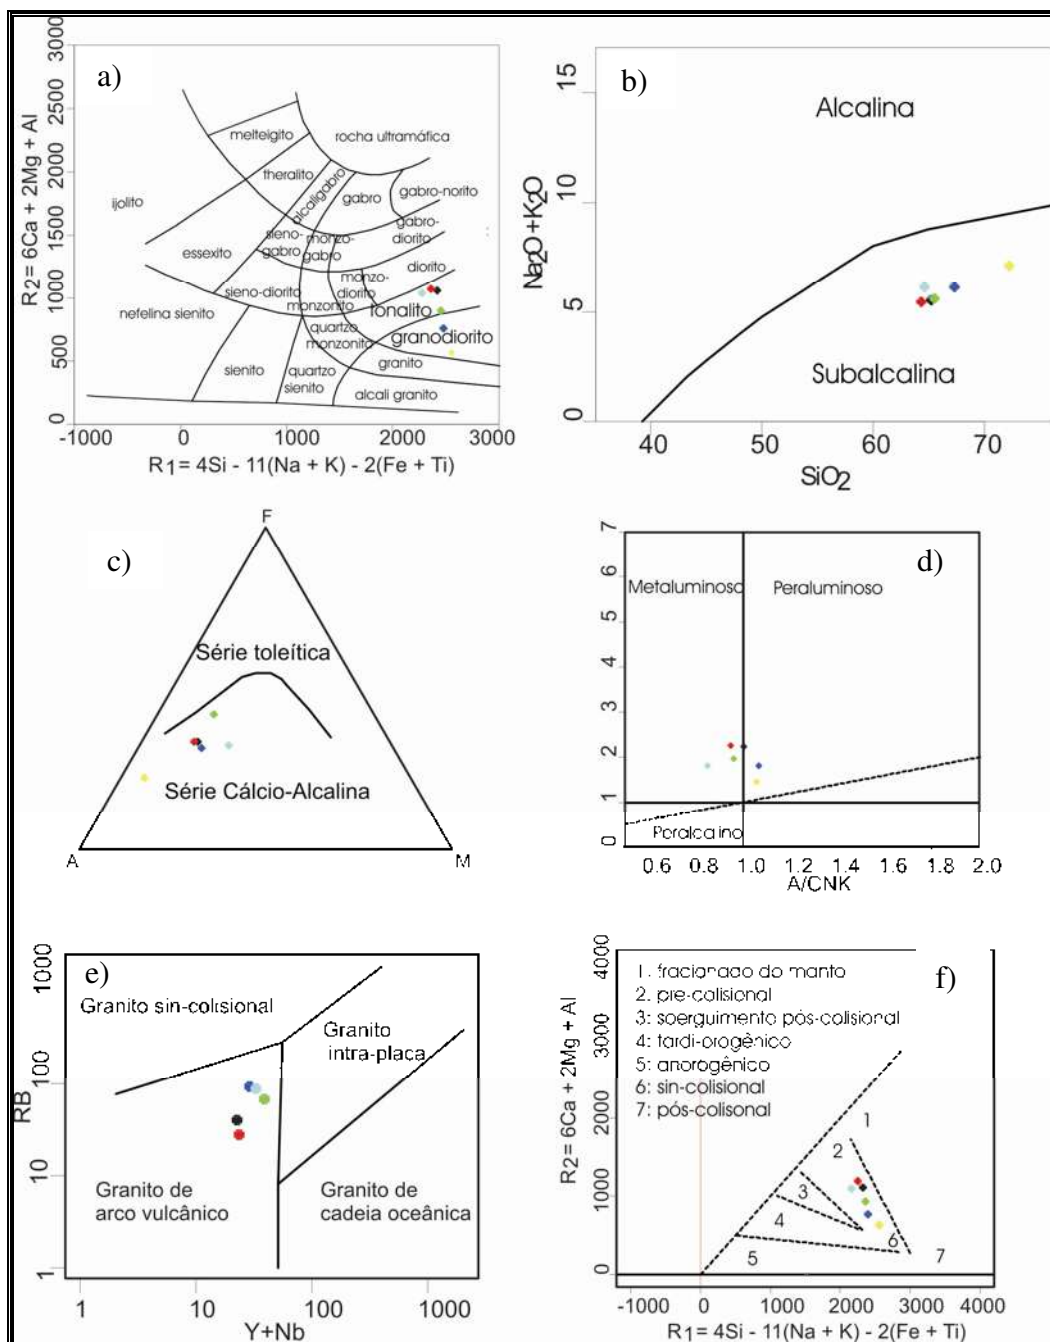 a)
3000
2500
2000
1500
1000
500
0
R2= 6Ca + 2Mg + Al
melteigito
rocha ultramáfica
theralito
alcaligabro
gabro
gabro-norito
ijolito
sieno-
gabro
monzo-
gabro
gabro-
diorito
essexito
monzo-
diorito
diorito
sieno-diorito
monzonito
tonalito
nefelina sienito
quartzo
monzonito
granodiorito
sienito
quartzo
sienito
granito
alcali granito
-1000
0
1000
2000
3000
R1= 4Si - 11(Na + K) - 2(Fe + Ti)
b)
15
10
5
0
Na2O+K2O
Alcalina
Subalcalina
40
50
60
70
SiO2
c)
F
Série toleítica
Série Cálcio-Alcalina
A
M
d)
7
6
5
4
3
2
1
0
Metaluminoso
Peraluminoso
Peralcalino
0.6
0.8
1.0
1.2
1.4
1.6
1.8
2.0
A/CNK
e)
1000
100
10
1
RB
Granito sin-colisional
Granito
intra-placa
Granito de
arco vulcânico
Granito de
cadeia oceânica
1
10
100
1000
Y+Nb
f)
4000
3000
2000
1000
0
R2= 6Ca + 2Mg + Al
1: fracionado do manto
2: pre-colisional
3: soerguimento pós-colisional
4: tardi-orogênico
5: anorogênico
6: sin-colisional
7: pós-colisonal
1
2
3
4
5
6
7
-1000
0
1000
2000
3000
4000
R1= 4Si - 11(Na + K) - 2(Fe + Ti)